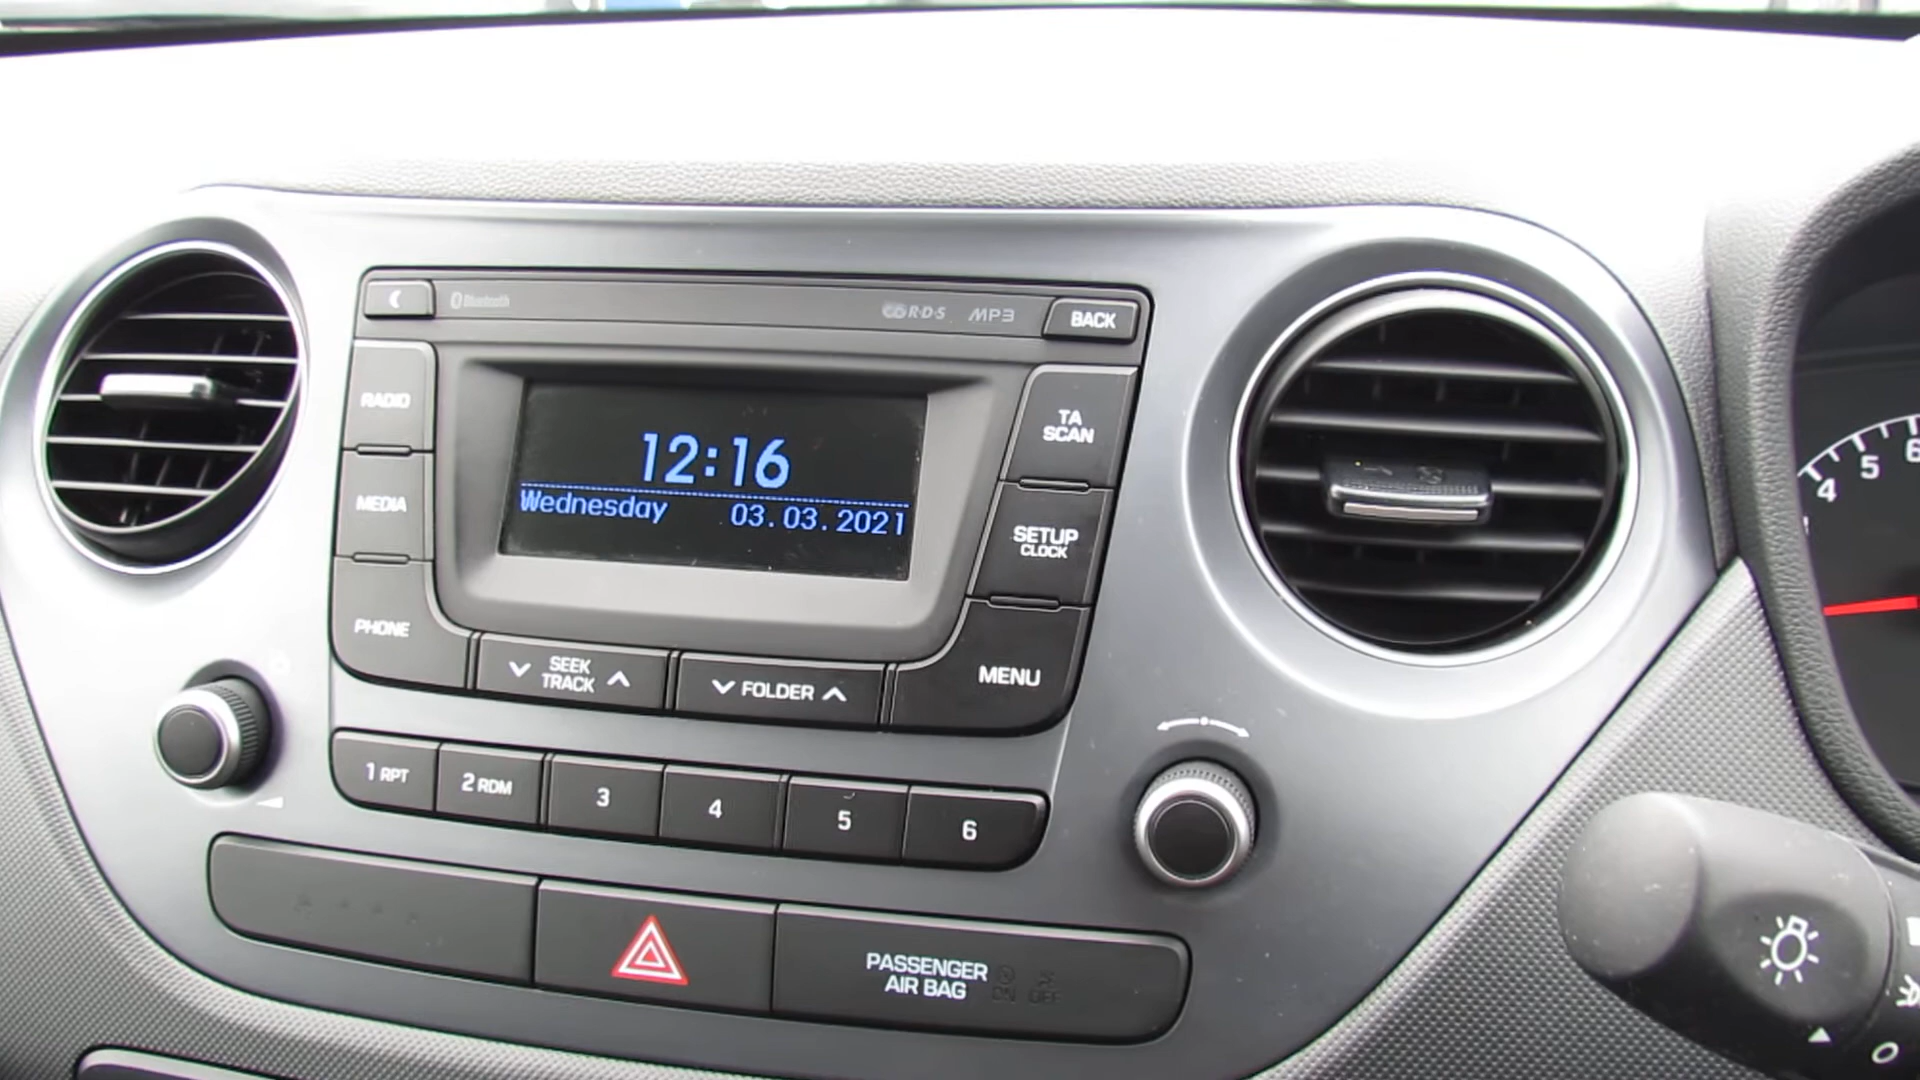 Bluetooth
R·D·S
MP3
BACK
RADIO
MEDIA
PHONE
12:16
Wednesday 03.03.2021
TA
SCAN
SETUP
CLOCK
MENU
SEEK
TRACK
FOLDER
1 RPT
2 RDM
3
4
5
6
PASSENGER
AIR BAG
ON OFF
4
5
6